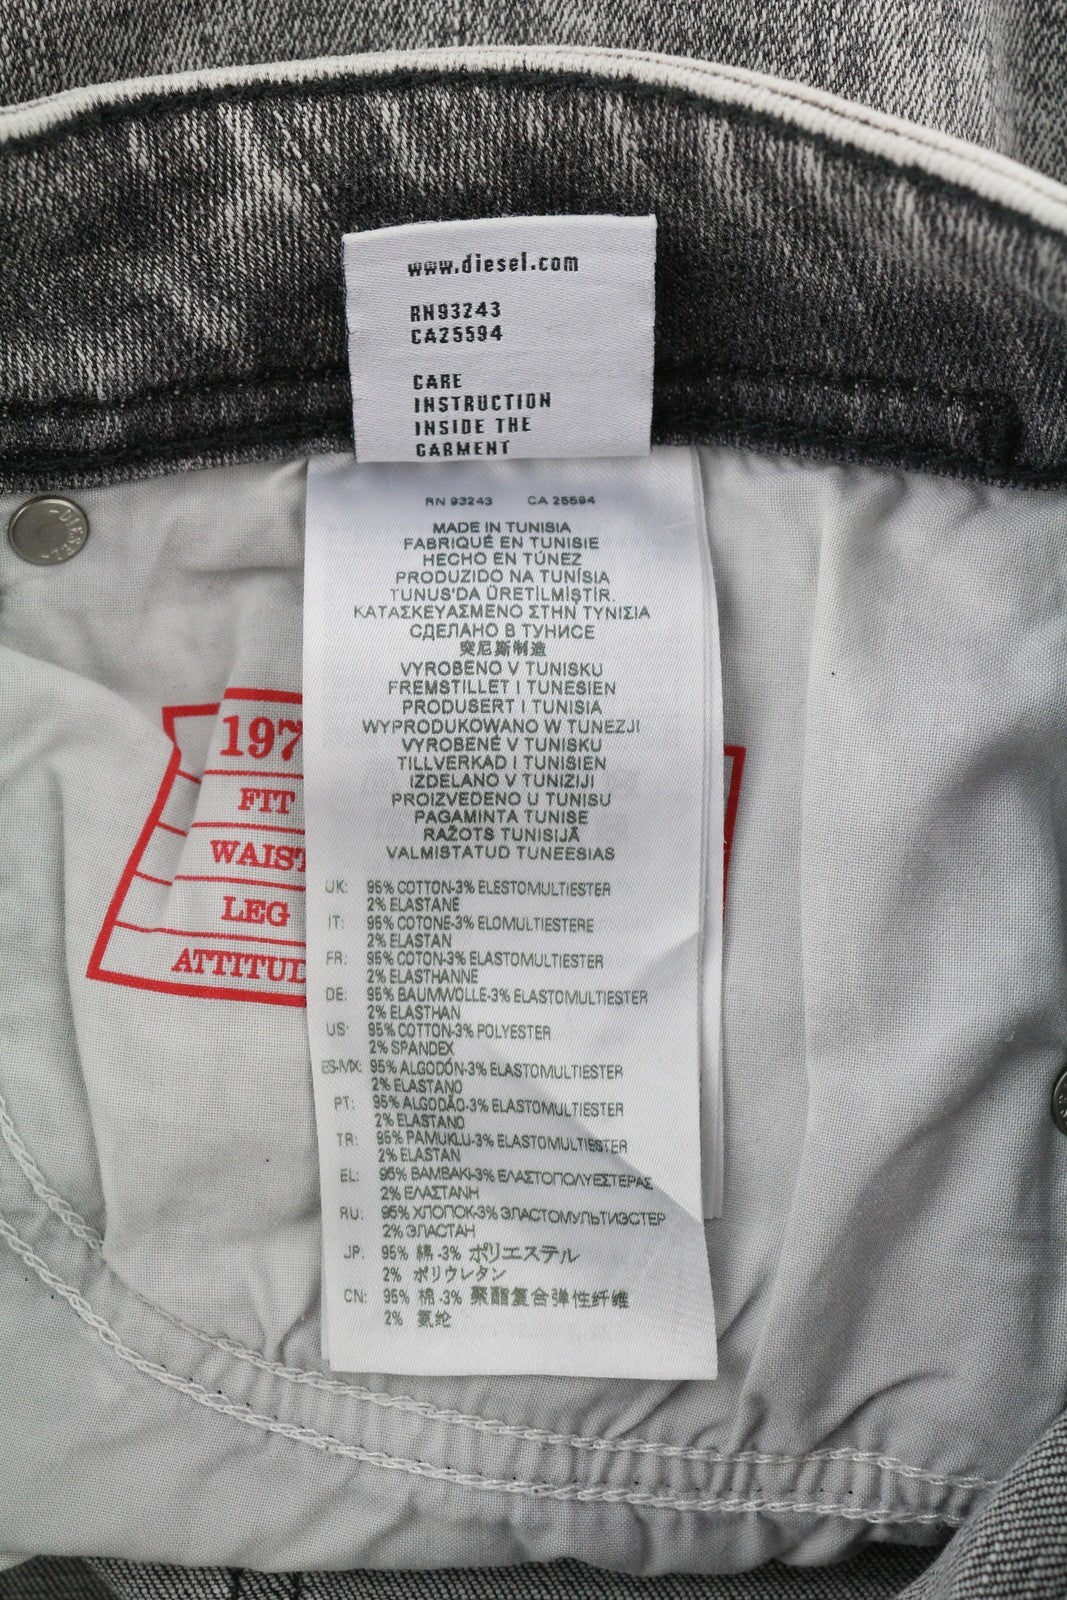 www.diesel.com
RN93243
CA25594
CARE
INSTRUCTION
INSIDE THE
GARMENT
RN 93243 CA 25594
MADE IN TUNISIA
FABRIQUÉ EN TUNISIE
HECHO EN TÚNEZ
PRODUZIDO NA TUNÍSIA
TUNUS'DA ÜRETILMIŞTIR.
ΚΑΤΑΣΚΕΥΑΣΜΕΝΟ ΣΤΗΝ ΤΥΝΙΣΙΑ
СДЕЛАНО В ТУНИСЕ
突尼斯制造
VYROBENO V TUNISKU
FREMSTILLET I TUNESIEN
PRODUSERT I TUNISIA
WYPRODUKOWANO W TUNEZJI
VYROBENÉ V TUNISKU
TILLVERKAD I TUNISIEN
IZDELANO V TUNIZIJI
PROIZVEDENO U TUNISU
PAGAMINTA TUNISE
RAŽOTS TUNISIJĀ
VALMISTATUD TUNEESIAS
UK: 95% COTTON-3% ELESTOMULTIESTER
2% ELASTANE
IT: 95% COTONE-3% ELOMULTIESTERE
2% ELASTAN
FR: 95% COTON-3% ELASTOMULTIESTER
2% ELASTHANNE
DE: 95% BAUMWOLLE-3% ELASTOMULTIESTER
2% ELASTHAN
US: 95% COTTON-3% POLYESTER
2% SPANDEX
ES-MX: 95% ALGODÓN-3% ELASTOMULTIESTER
2% ELASTANO
PT: 95% ALGODÃO-3% ELASTOMULTIESTER
2% ELASTANO
TR: 95% PAMUKLU-3% ELASTOMULTIESTER
2% ELASTAN
EL: 95% ΒΑΜΒΑΚΙ-3% ΕΛΑΣΤΟΠΟΛΥΕΣΤΕΡΑΣ
2% ΕΛΑΣΤΑΝΗ
RU: 95% ХЛОПОК-3% ЭЛАСТОМУЛЬТИЭСТЕР
2% ЭЛАСТАН
JP: 95% 綿 -3% ポリエステル
2% ポリウレタン
CN: 95% 棉 -3% 聚酯复合弹性纤维
2% 氨纶
197
FIT
WAIST
LEG
ATTITUD
DIESEL